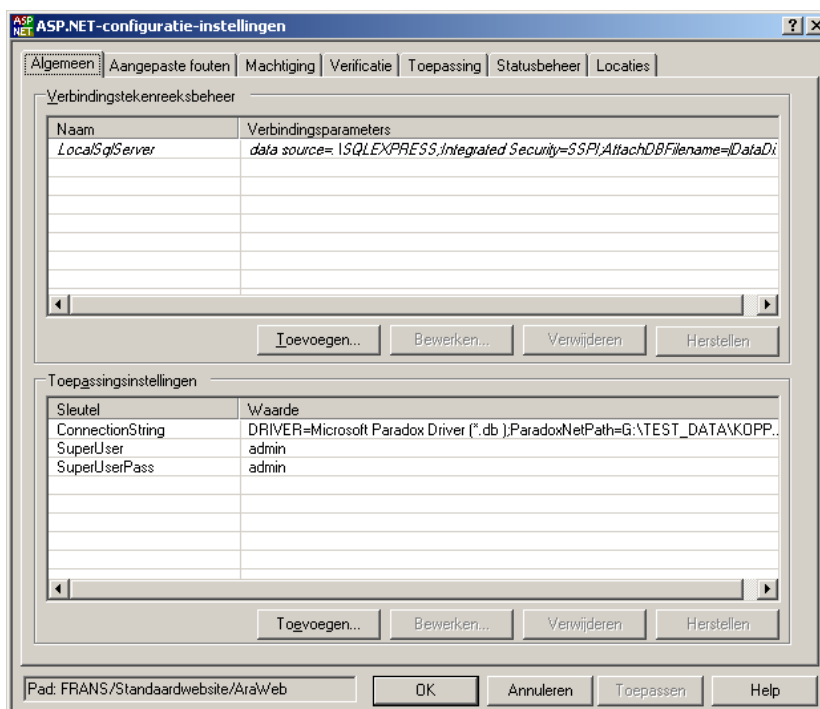 ASP.NET-configuratie-instellingen
Algemeen Aangepaste fouten Machtiging Verificatie Toepassing Statusbeheer Locaties
Verbindingstekenreeksbeheer
Naam Verbindingsparameters
LocalSqlServer data source=.\SQLEXPRESS;Integrated Security=SSPI;AttachDBFilename=|DataDi
Toevoegen... Bewerken... Verwijderen Herstellen
Toepassingsinstellingen
Sleutel Waarde
ConnectionString DRIVER=Microsoft Paradox Driver (*.db );ParadoxNetPath=G:\TEST_DATA\KOPP...
SuperUser admin
SuperUserPass admin
Toevoegen... Bewerken... Verwijderen Herstellen
Pad: FRANS/Standaardwebsite/AraWeb OK Annuleren Toepassen Help